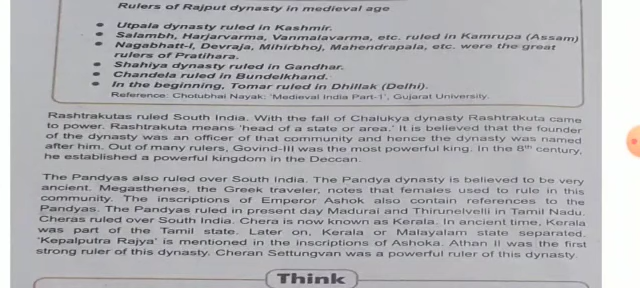 Rulers of Rajput dynasty in medieval age
• Utpala dynasty ruled in Kashmir.
• Salambh, Harjarvarma, Vanmalavarma, etc. ruled in Kamrupa (Assam)
• Nagabhatt-I, Devraja, Mihirbhoj, Mahendrapala, etc. were the great
rulers of Pratihara.
• Shahiya dynasty ruled in Gandhar.
• Chandela ruled in Bundelkhand.
• In the beginning, Tomar ruled in Dhillak (Delhi).
Reference: Chotubhai Nayak: 'Medieval India Part-1', Gujarat University.
Rashtrakutas ruled South India. With the fall of Chalukya dynasty Rashtrakuta came
to power. Rashtrakuta means 'head of a state or area.' It is believed that the founder
of the dynasty was an officer of that community and hence the dynasty was named
after him. Out of many rulers, Govind-III was the most powerful king. In the 8th century,
he established a powerful kingdom in the Deccan.
The Pandyas also ruled over South India. The Pandya dynasty is believed to be very
ancient. Megasthenes, the Greek traveler, notes that females used to rule in this
community. The inscriptions of Emperor Ashok also contain references to the
Pandyas. The Pandyas ruled in present day Madurai and Thirunelvelli in Tamil Nadu.
Cheras ruled over South India. Chera is now known as Kerala. In ancient time, Kerala
was part of the Tamil state. Later on, Kerala or Malayalam state separated.
'Kepalputra Rajya' is mentioned in the inscriptions of Ashoka. Athan II was the first
strong ruler of this dynasty. Cheran Settungvan was a powerful ruler of this dynasty.
Think